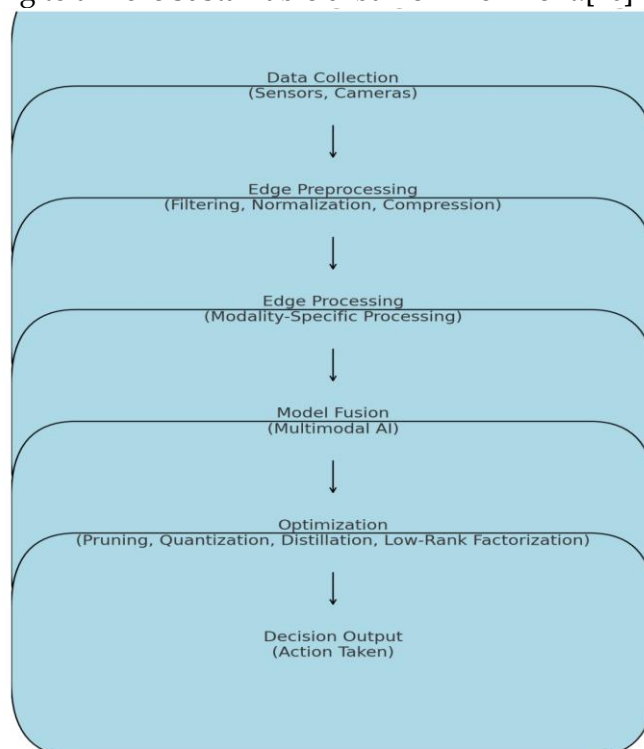 Data Collection
(Sensors, Cameras)
Edge Preprocessing
(Filtering, Normalization, Compression)
Edge Processing
(Modality-Specific Processing)
Model Fusion
(Multimodal AI)
Optimization
(Pruning, Quantization, Distillation, Low-Rank Factorization)
Decision Output
(Action Taken)